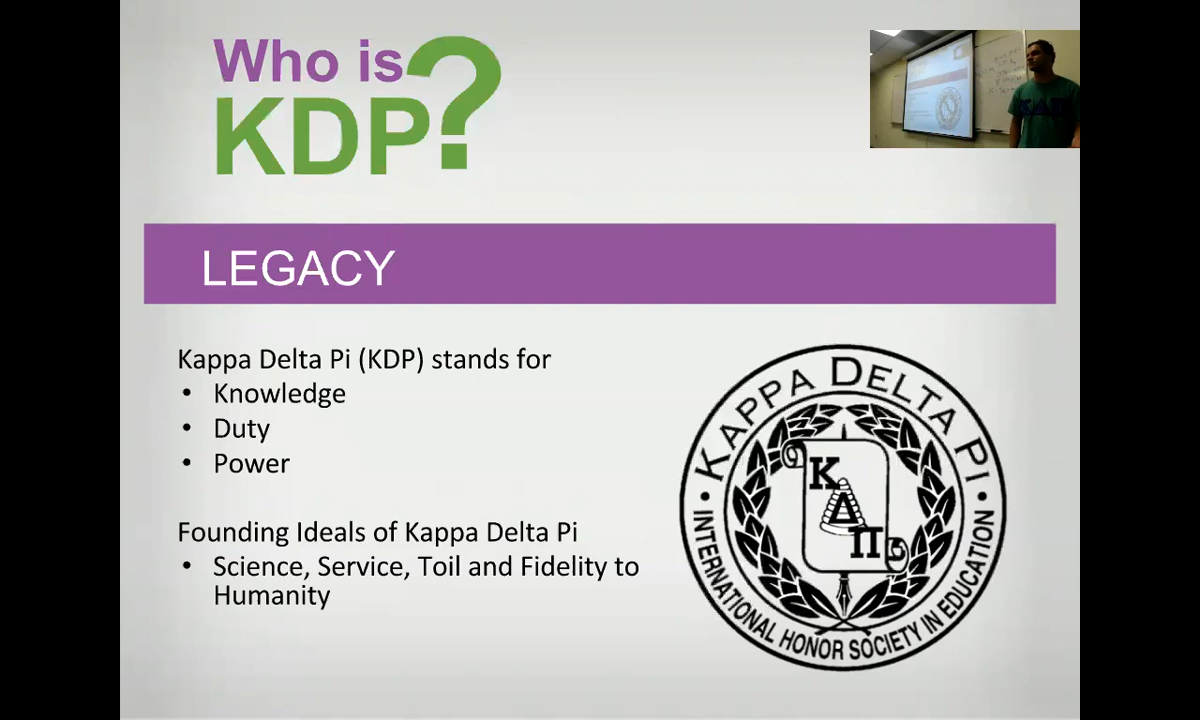 Who is
KDP?
LEGACY
Kappa Delta Pi (KDP) stands for
• Knowledge
• Duty
• Power
Founding Ideals of Kappa Delta Pi
• Science, Service, Toil and Fidelity to
Humanity
KAPPA DELTA PI
Κ
Δ
Π
• INTERNATIONAL HONOR SOCIETY IN EDUCATION •
ΚΔΠ